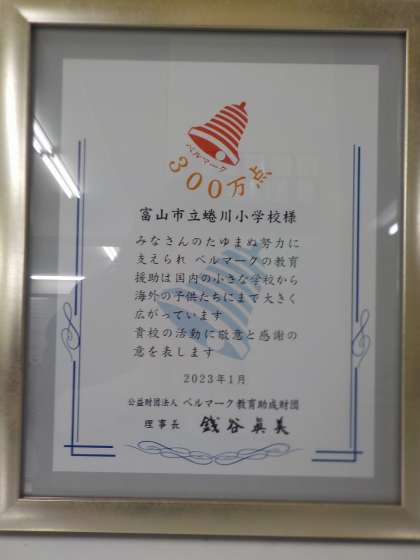 ベルマーク
300万点
富山市立蜷川小学校様
みなさんのたゆまぬ努力に
支えられ ベルマークの教育
援助は国内の小さな学校から
海外の子供たちにまで大きく
広がっています
貴校の活動に敬意と感謝の
意を表します
2023年1月
公益財団法人 ベルマーク教育助成財団
理事長 銭谷眞美